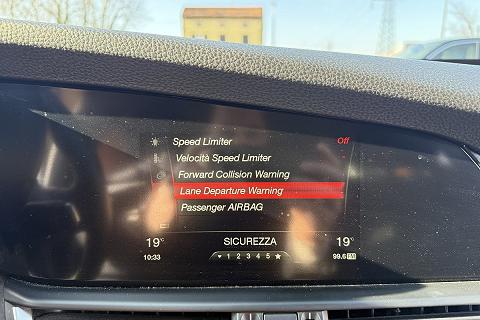 Speed Limiter Off
Velocità Speed Limiter
Forward Collision Warning
Lane Departure Warning
Passenger AIRBAG
19°C SICUREZZA 19°C
10:33 ♥ 1 2 3 4 5 ★ 99.6 FM